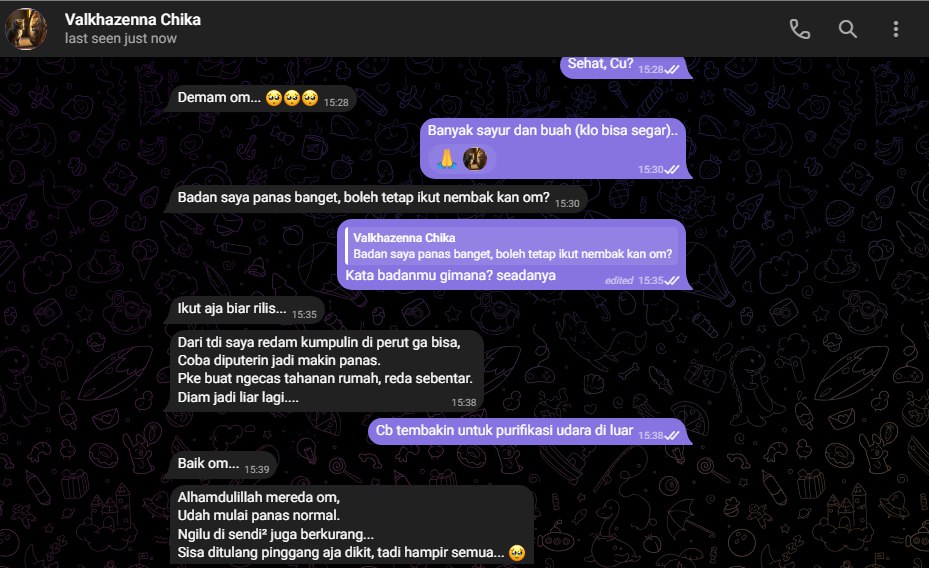 Valkhazenna Chika
last seen just now
Sehat, Cu? 15:28
Demam om... 🥺🥺🥺 15:28
Banyak sayur dan buah (klo bisa segar)..
🙏 15:30
Badan saya panas banget, boleh tetap ikut nembak kan om? 15:30
Valkhazenna Chika
Badan saya panas banget, boleh tetap ikut nembak kan om?
Kata badanmu gimana? seadanya edited 15:35
Ikut aja biar rilis... 15:35
Dari tdi saya redam kumpulin di perut ga bisa,
Coba diputerin jadi makin panas.
Pke buat ngecas tahanan rumah, reda sebentar.
Diam jadi liar lagi.... 15:38
Cb tembakin untuk purifikasi udara di luar 15:38
Baik om... 15:39
Alhamdulillah mereda om,
Udah mulai panas normal.
Ngilu di sendi² juga berkurang...
Sisa ditulang pinggang aja dikit, tadi hampir semua... 🥺